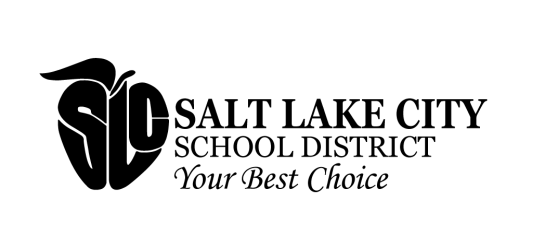 SLC
SALT LAKE CITY
SCHOOL DISTRICT
Your Best Choice